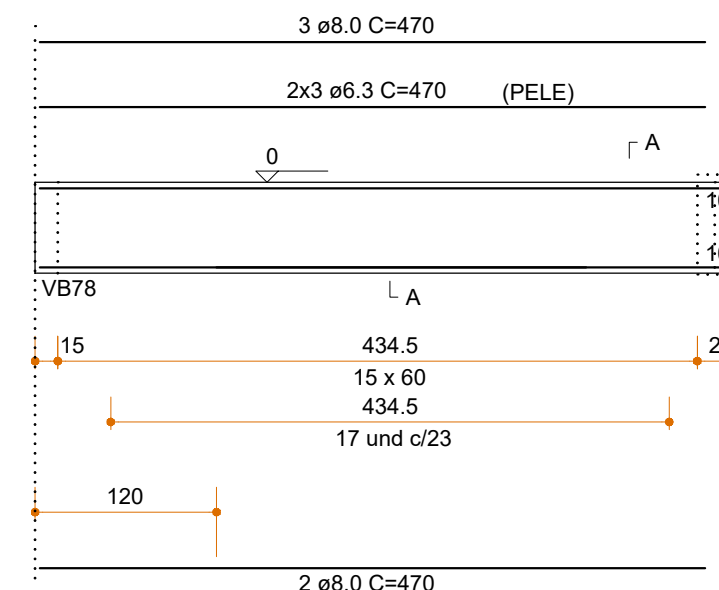 3 ø8.0 C=470
2x3 ø6.3 C=470 (PELE)
A
0
VB78
A
15 434.5
15 x 60
434.5
17 und c/23
120
2 ø8.0 C=470